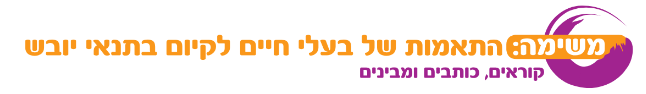 משימה: התאמות של בעלי חיים לקיום בתנאי יובש
קוראים, כותבים ומבינים